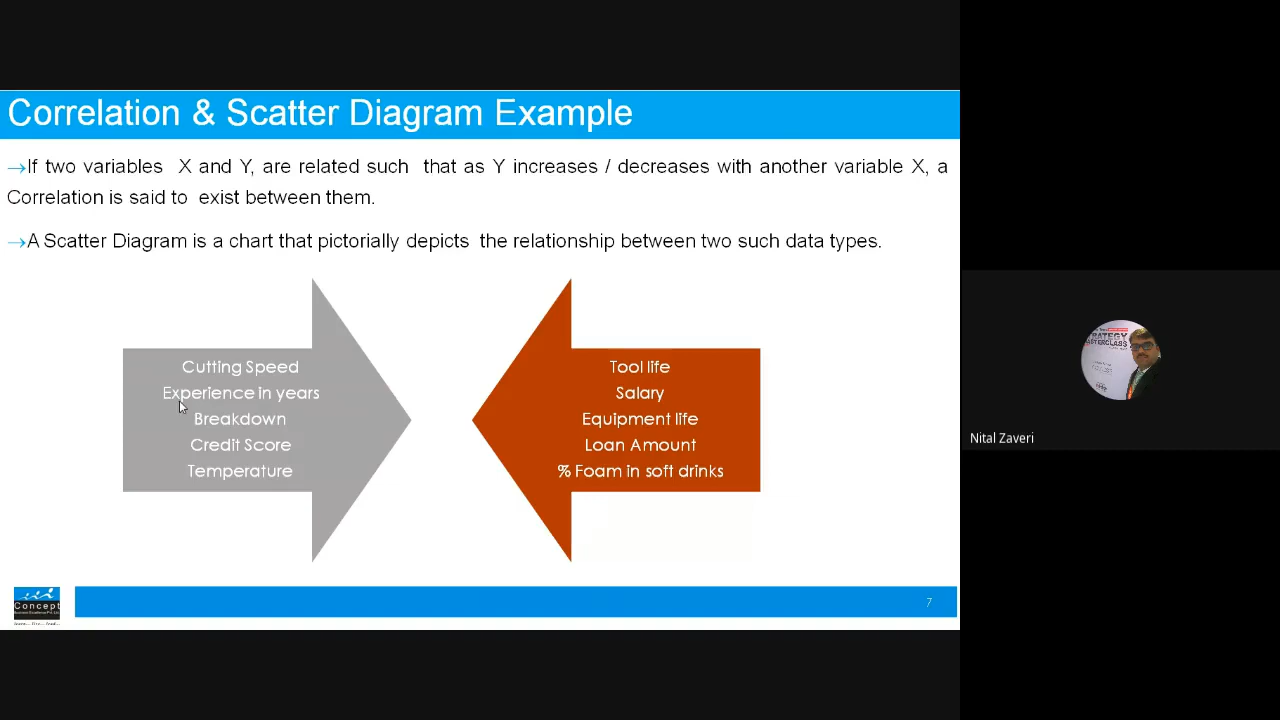 Correlation & Scatter Diagram Example
→If two variables X and Y, are related such that as Y increases / decreases with another variable X, a
Correlation is said to exist between them.
→A Scatter Diagram is a chart that pictorially depicts the relationship between two such data types.
Cutting Speed
Experience in years
Breakdown
Credit Score
Temperature
Tool life
Salary
Equipment life
Loan Amount
% Foam in soft drinks
STRATEGY
MASTERCLASS
Nital Zaveri
Concept
7